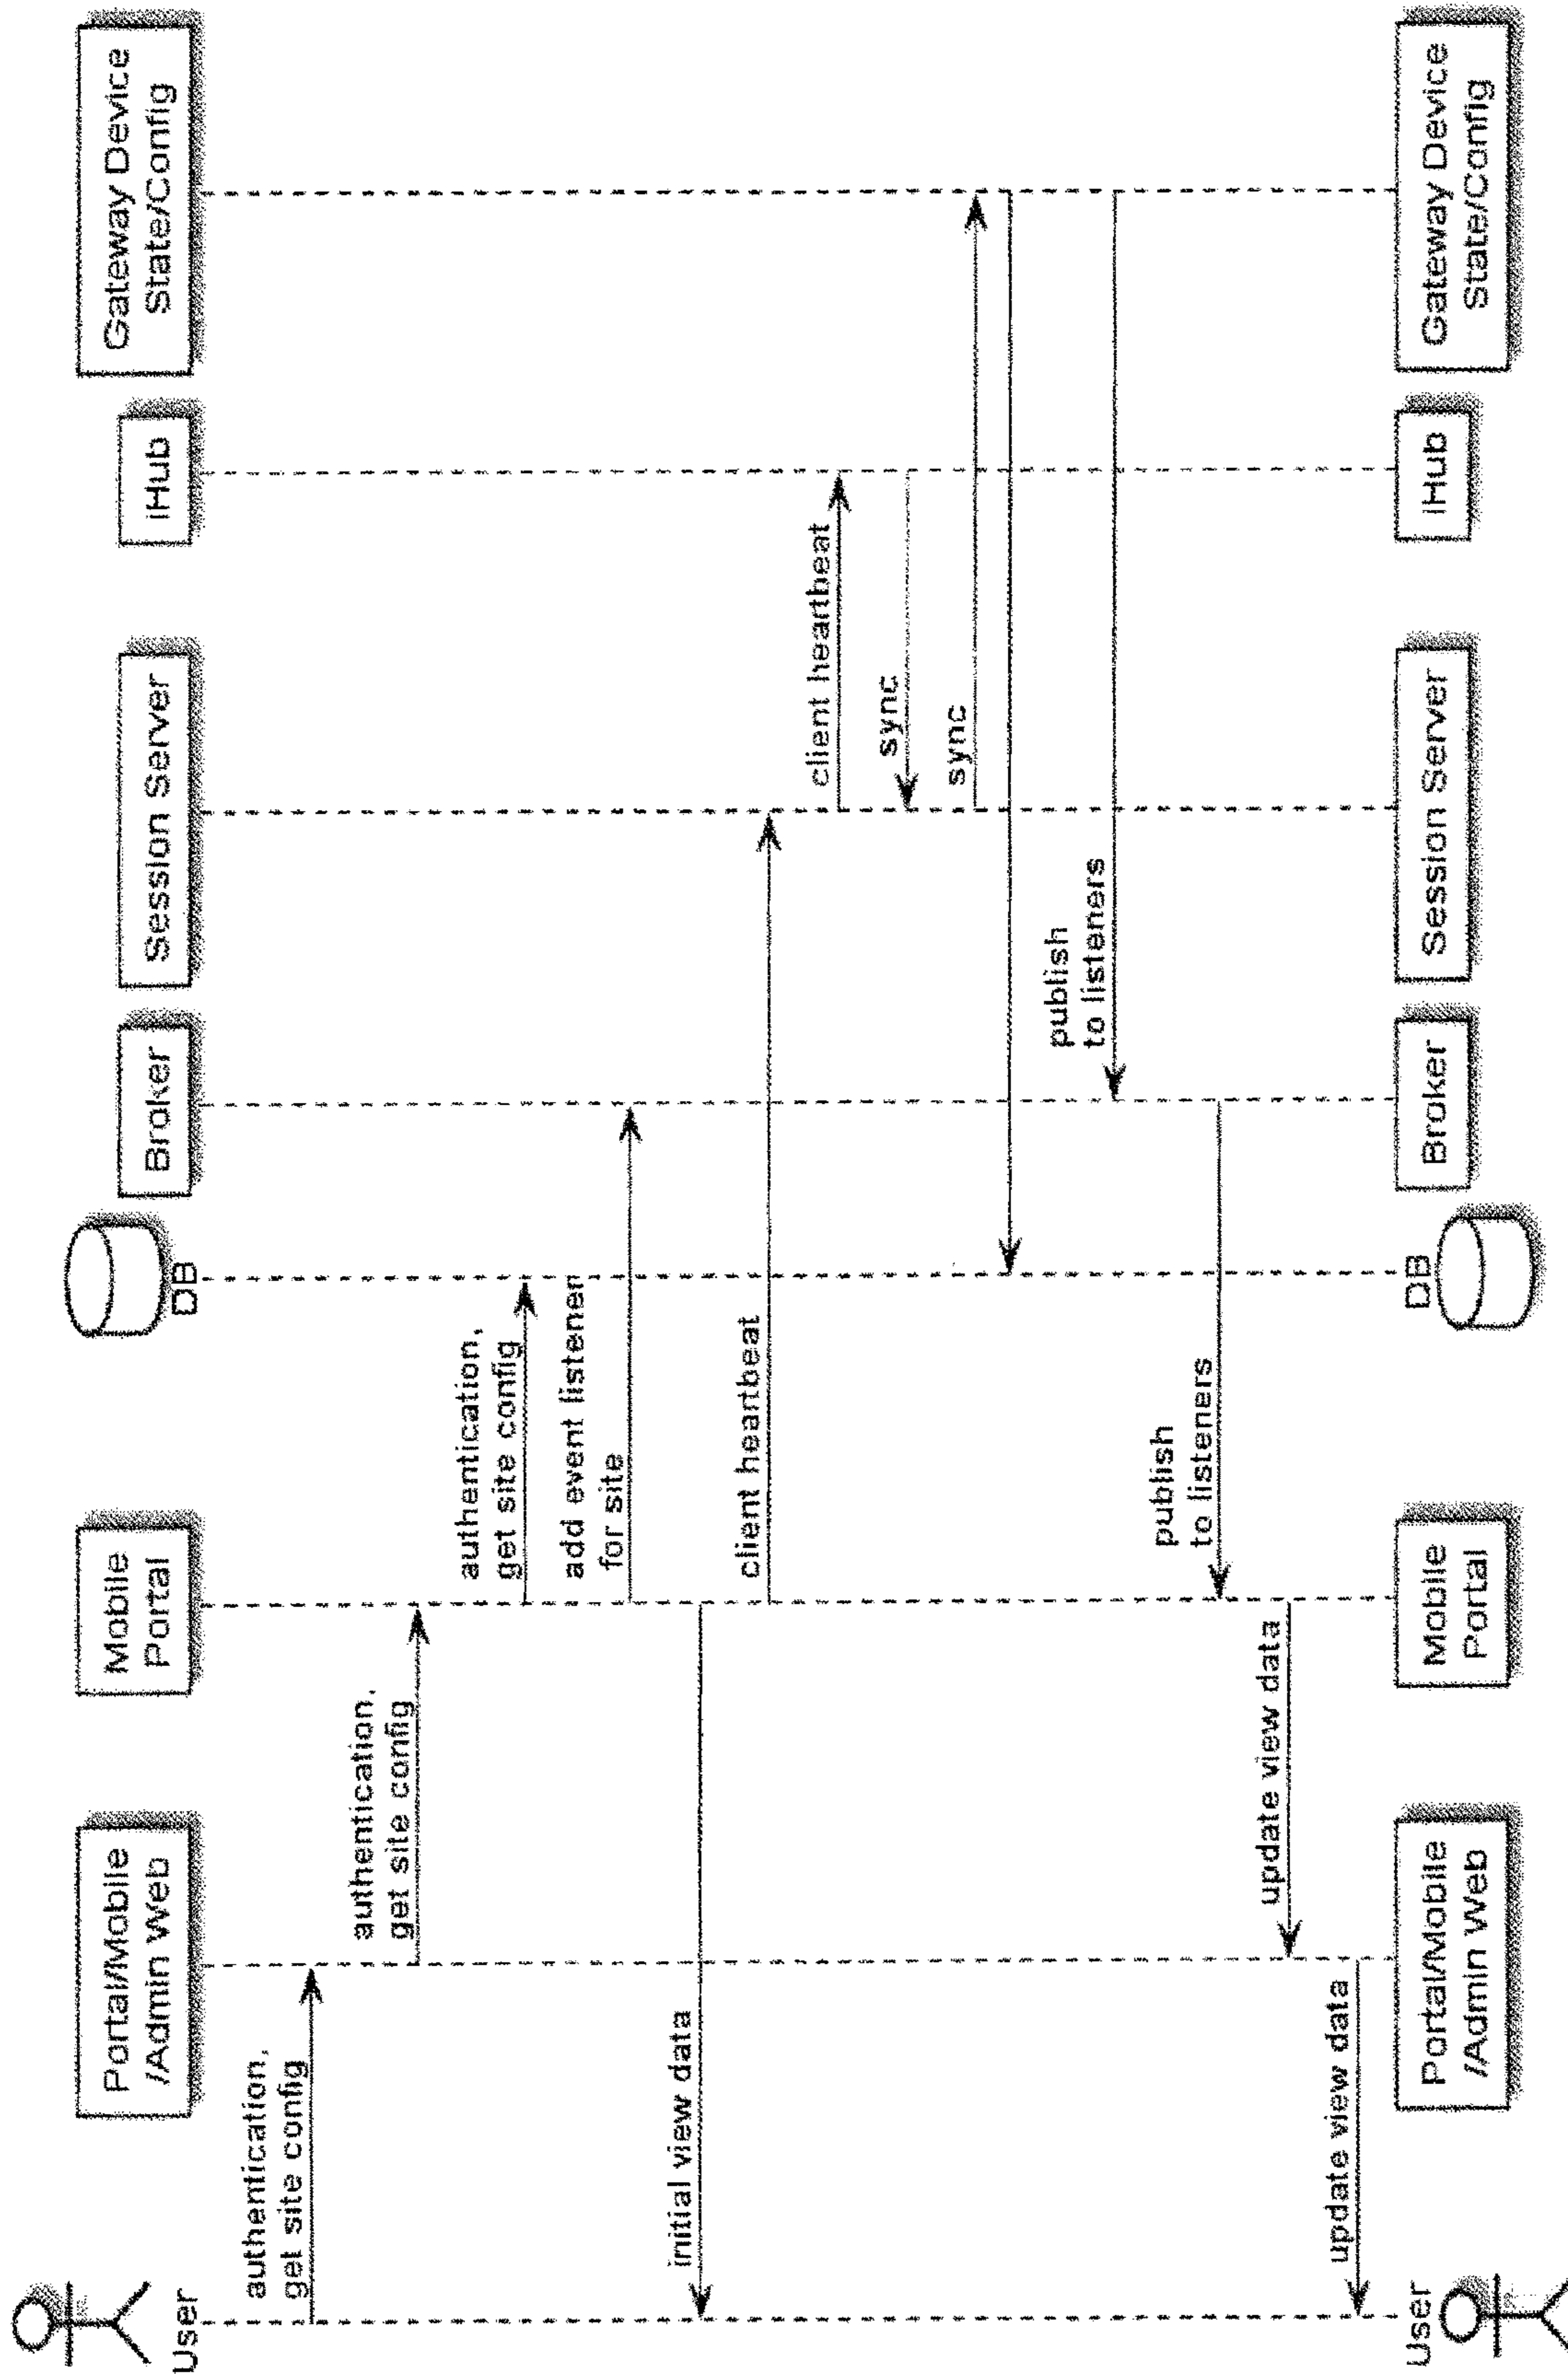 User
Portal/Mobile
/Admin Web
Mobile
Portal
DB
Broker
Session Server
iHub
Gateway Device
State/Config
authentication,
get site config
authentication,
get site config
authentication,
get site config
add event listener
for site
initial view data
client heartbeat
client heartbeat
sync
sync
publish
to listeners
publish
to listeners
update view data
update view data
User
Portal/Mobile
/Admin Web
Mobile
Portal
DB
Broker
Session Server
iHub
Gateway Device
State/Config